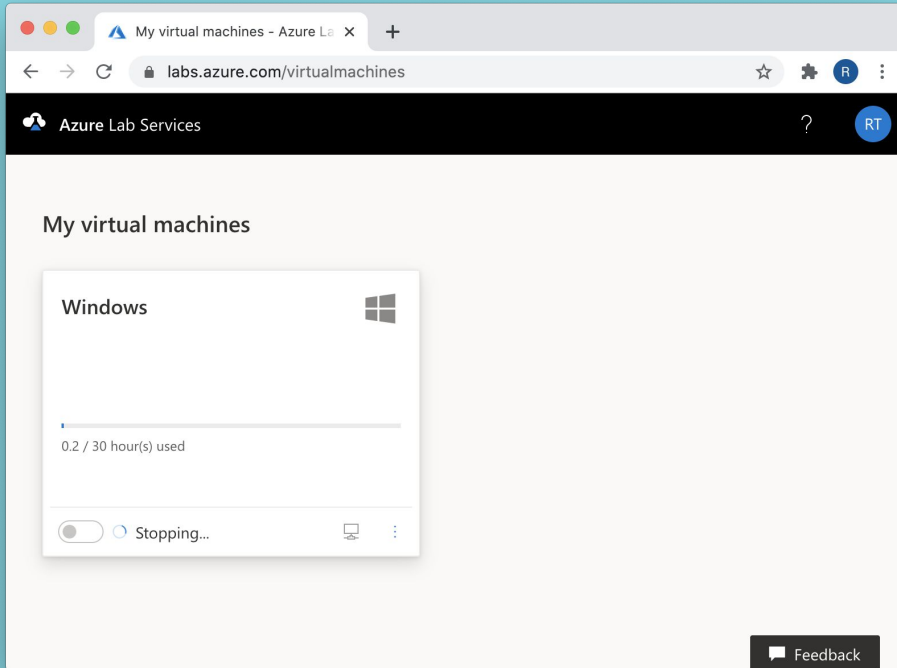 My virtual machines - Azure La
labs.azure.com/virtualmachines
R
Azure Lab Services
?
RT
My virtual machines
Windows
0.2 / 30 hour(s) used
Stopping...
Feedback